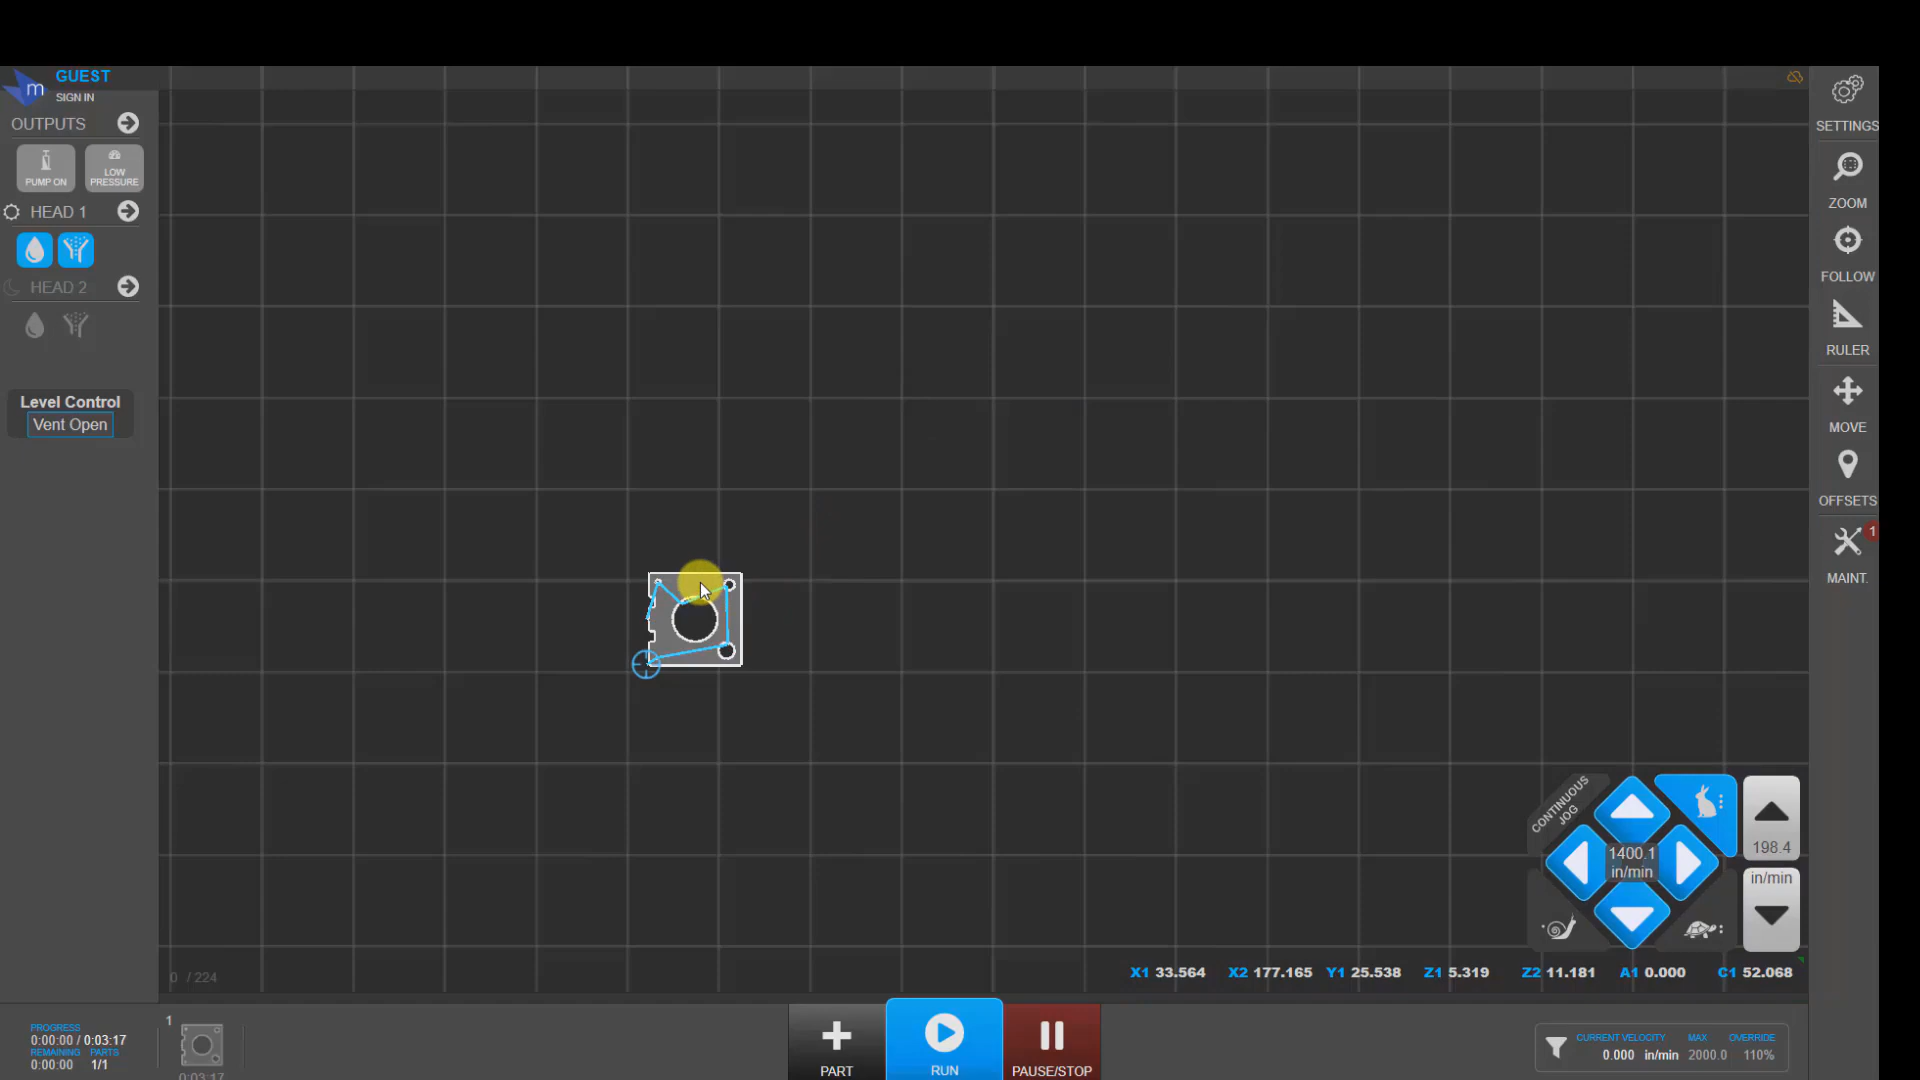 m
GUEST
SIGN IN
OUTPUTS
PUMP ON
LOW
PRESSURE
HEAD 1
HEAD 2
Level Control
Vent Open
SETTINGS
ZOOM
FOLLOW
RULER
MOVE
OFFSETS
1
MAINT.
CONTINUOUS
JOG
1400.1
in/min
198.4
in/min
0 / 224
X1 33.564 X2 177.165 Y1 25.538 Z1 5.319 Z2 11.181 A1 0.000 C1 52.068
PROGRESS
0:00:00 / 0:03:17
REMAINING PARTS
0:00:00 1/1
1
0:03:17
PART
RUN
PAUSE/STOP
CURRENT VELOCITY MAX OVERRIDE
0.000 in/min 2000.0 110%